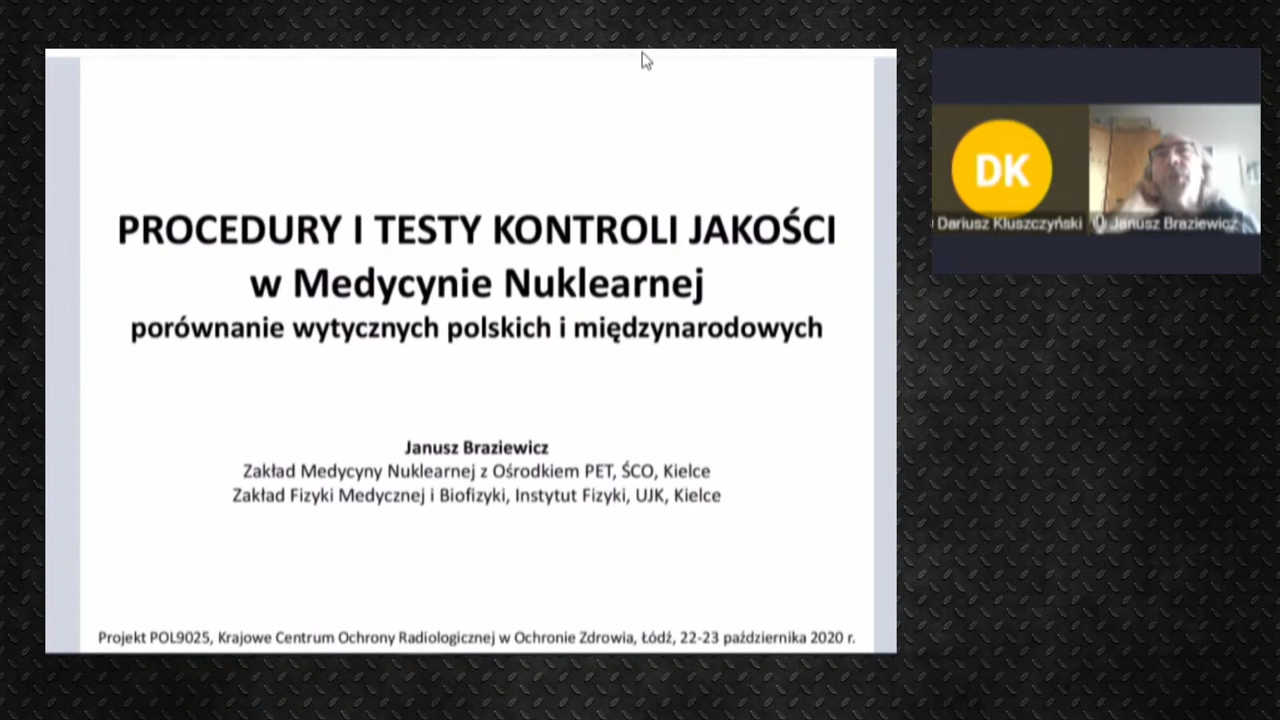 PROCEDURY I TESTY KONTROLI JAKOŚCI
w Medycynie Nuklearnej
porównanie wytycznych polskich i międzynarodowych
Janusz Braziewicz
Zakład Medycyny Nuklearnej z Ośrodkiem PET, ŚCO, Kielce
Zakład Fizyki Medycznej i Biofizyki, Instytut Fizyki, UJK, Kielce
Projekt POL9025, Krajowe Centrum Ochrony Radiologicznej w Ochronie Zdrowia, Łódź, 22-23 października 2020 r.
DK
Dariusz Kluszczyński
Janusz Braziewicz